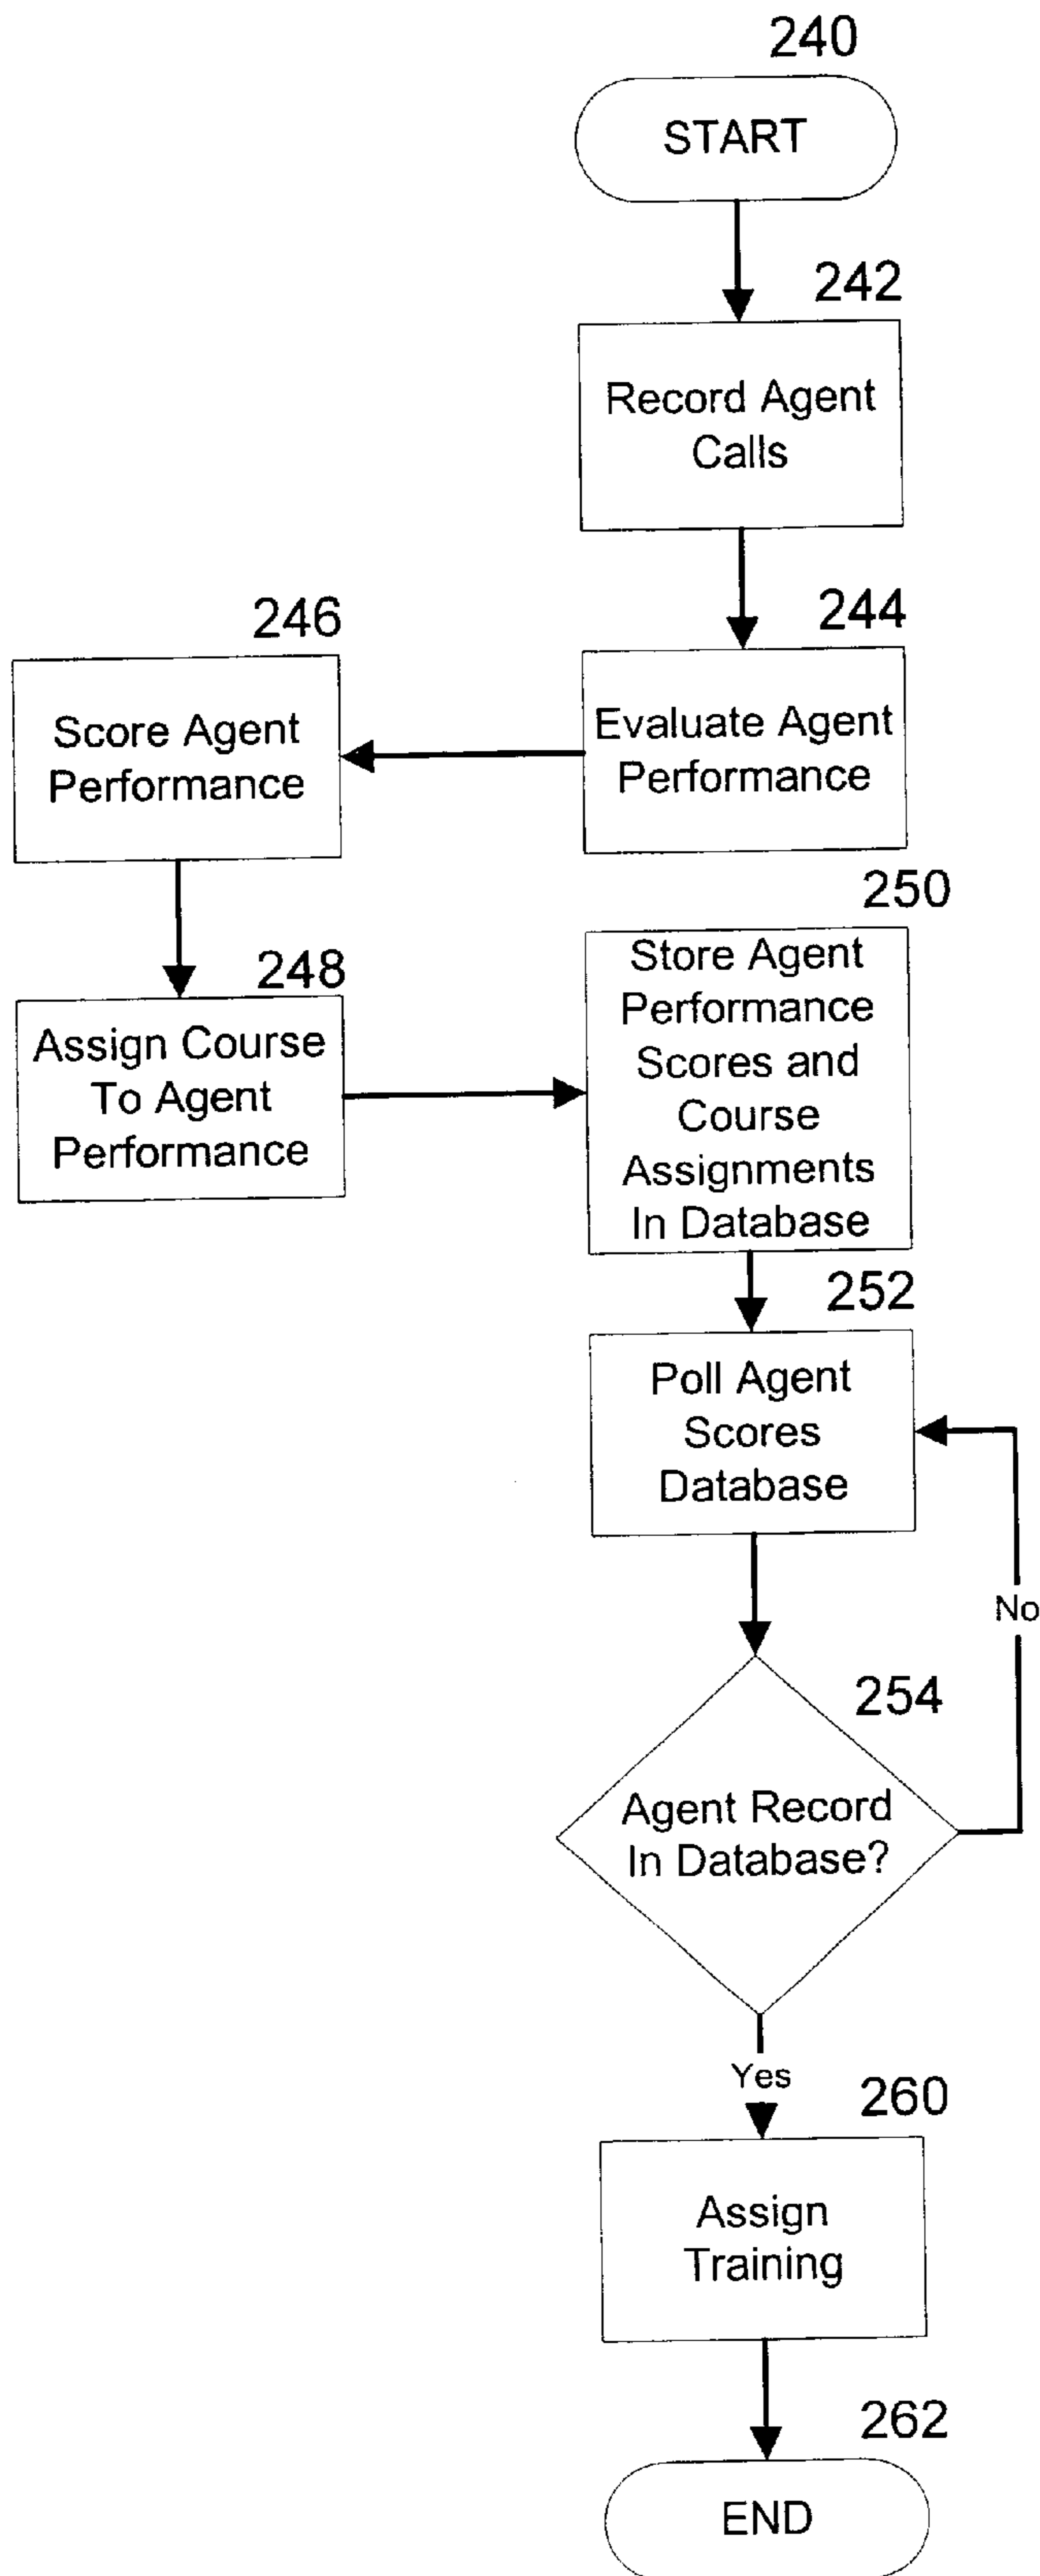 240
START
242
Record Agent
Calls
244
Evaluate Agent
Performance
246
Score Agent
Performance
248
Assign Course
To Agent
Performance
250
Store Agent
Performance
Scores and
Course
Assignments
In Database
252
Poll Agent
Scores
Database
No
254
Agent Record
In Database?
Yes
260
Assign
Training
262
END